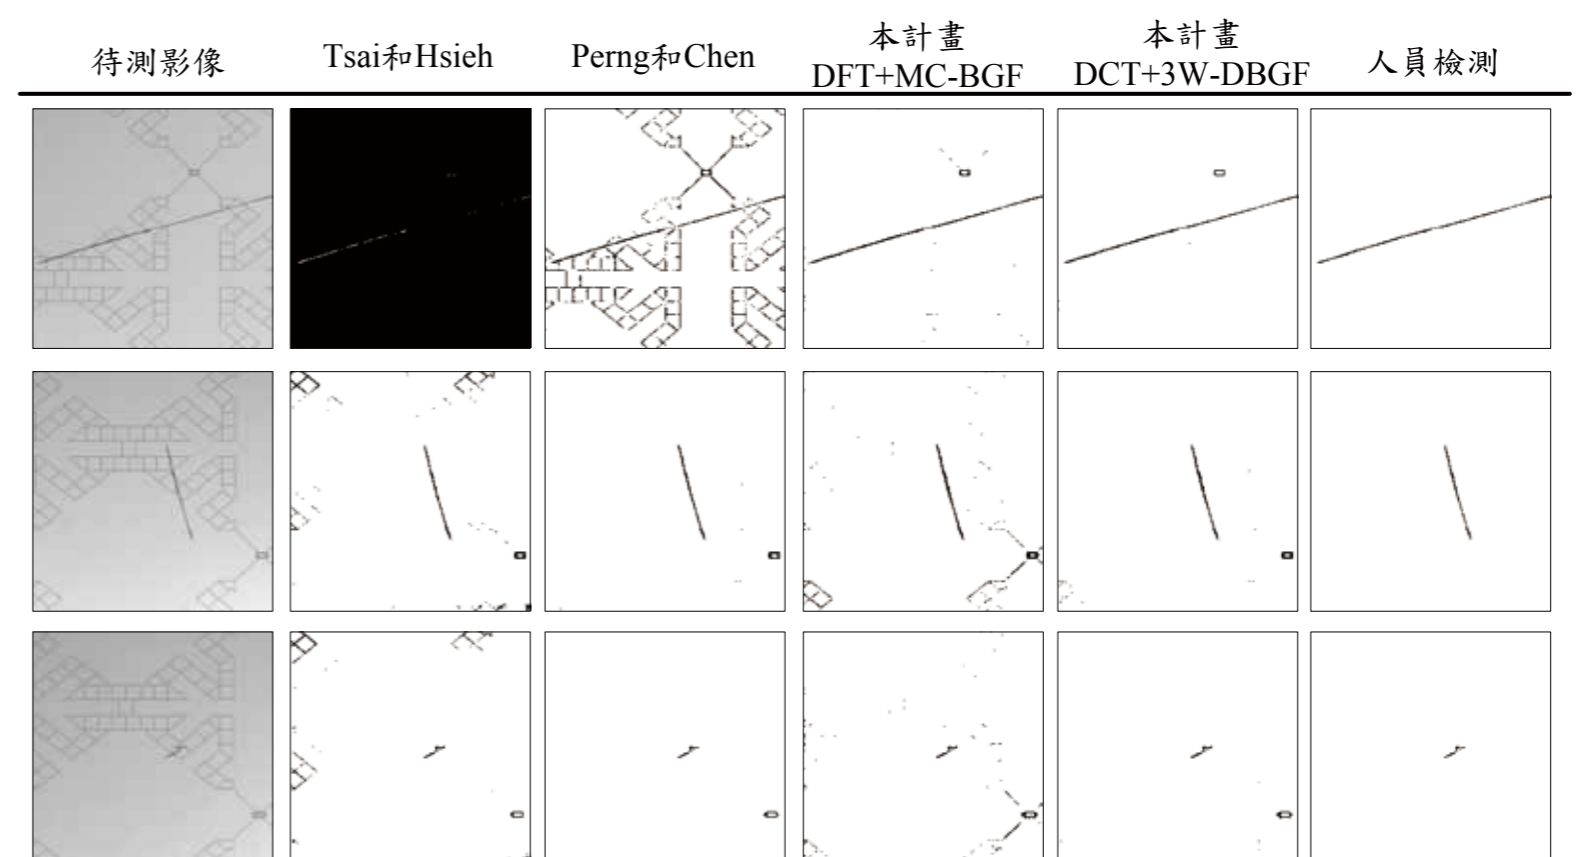 待測影像
Tsai和Hsieh
Perng和Chen
本計畫
DFT+MC-BGF
本計畫
DCT+3W-DBGF
人員檢測